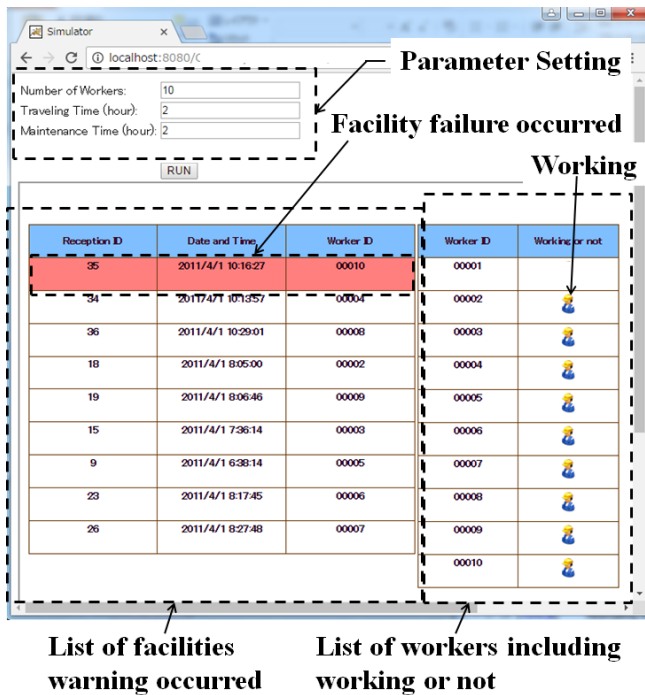 Simulator
localhost:8080/
Parameter Setting
Number of Workers: 10
Traveling Time (hour): 2
Maintenance Time (hour): 2
Facility failure occurred
Working
RUN
Reception ID Date and Time Worker ID Worker ID Working or not
35 2011/4/1 10:16:27 00010 00001
34 2011/4/1 10:13:57 00004 00002
36 2011/4/1 10:29:01 00008 00003
18 2011/4/1 8:05:00 00002 00004
19 2011/4/1 8:06:46 00009 00005
15 2011/4/1 7:36:14 00003 00006
9 2011/4/1 6:38:14 00005 00007
23 2011/4/1 8:17:45 00006 00008
26 2011/4/1 8:27:48 00007 00009
00010
List of facilities
warning occurred
List of workers including
working or not